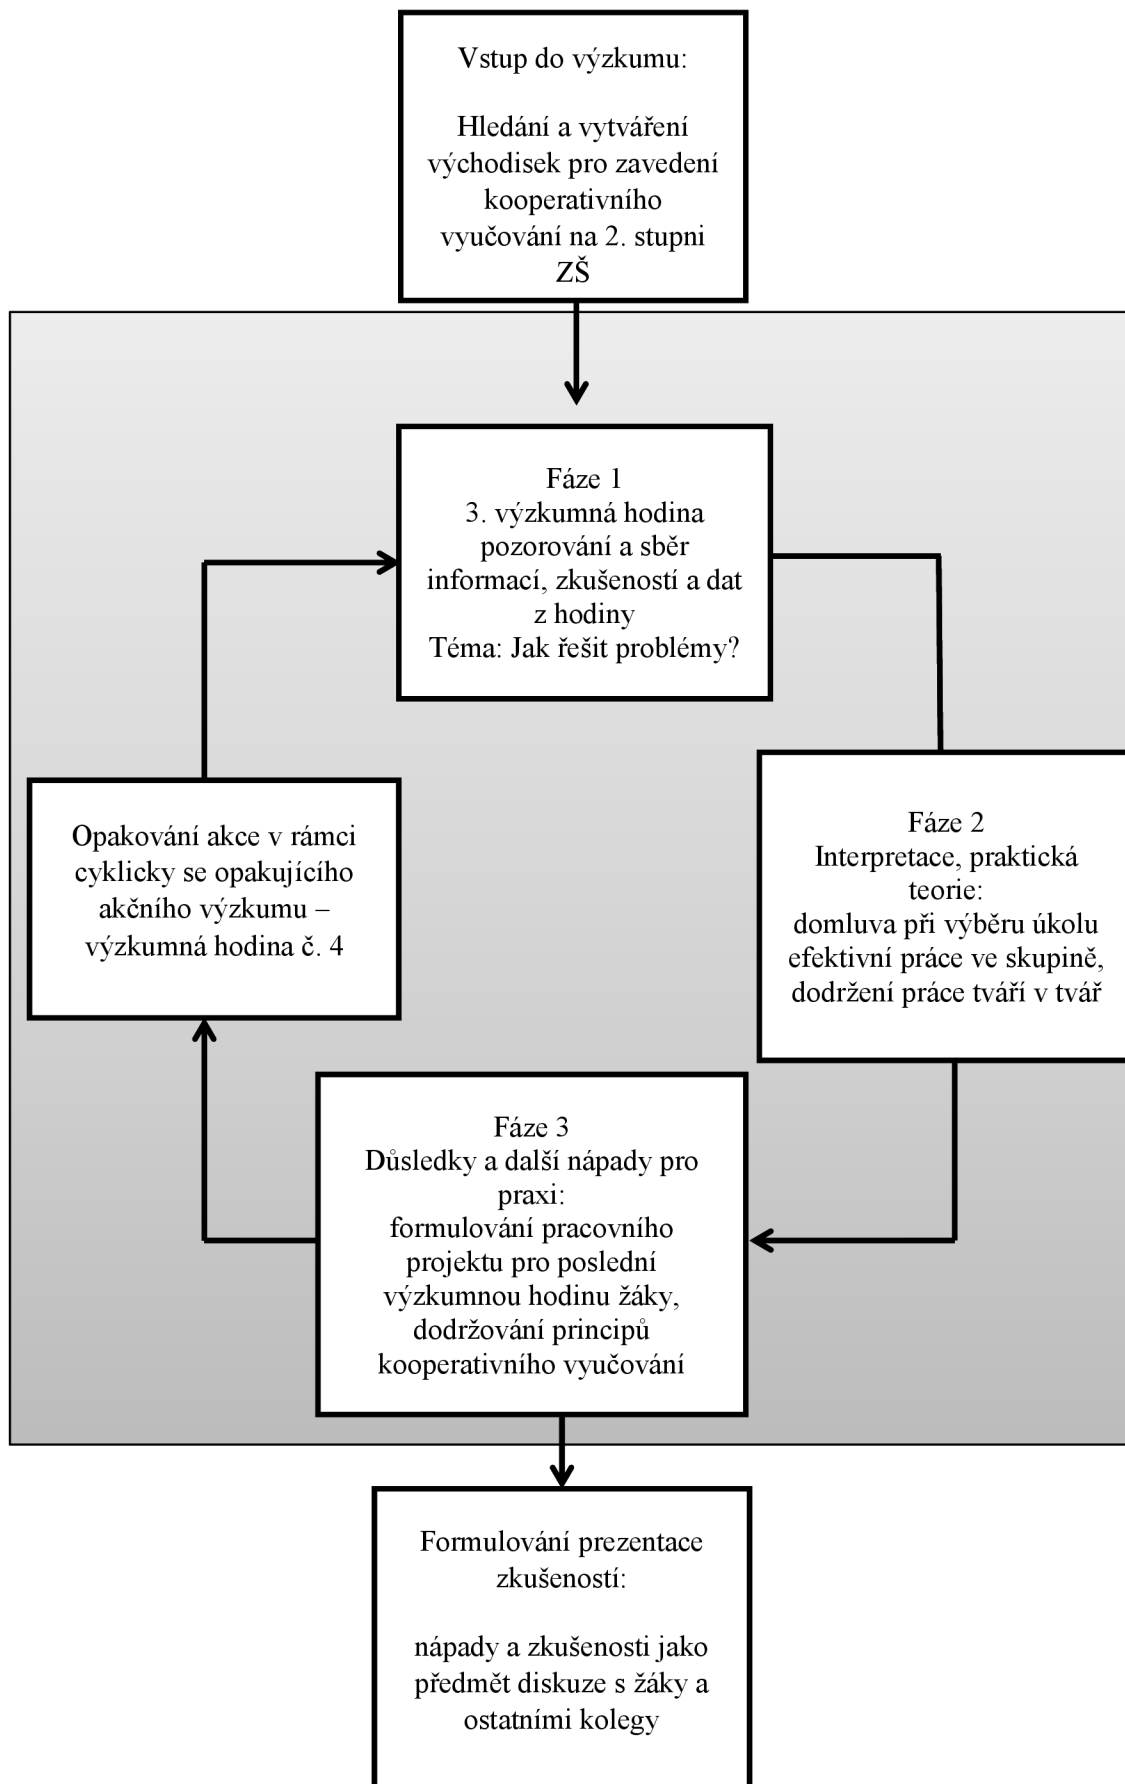 Vstup do výzkumu:
Hledání a vytváření
východisek pro zavedení
kooperativního
vyučování na 2. stupni
ZŠ
Fáze 1
3. výzkumná hodina
pozorování a sběr
informací, zkušeností a dat
z hodiny
Téma: Jak řešit problémy?
Fáze 2
Interpretace, praktická
teorie:
domluva při výběru úkolu
efektivní práce ve skupině,
dodržení práce tváří v tvář
Opakování akce v rámci
cyklicky se opakujícího
akčního výzkumu –
výzkumná hodina č. 4
Fáze 3
Důsledky a další nápady pro
praxi:
formulování pracovního
projektu pro poslední
výzkumnou hodinu žáky,
dodržování principů
kooperativního vyučování
Formulování prezentace
zkušeností:
nápady a zkušenosti jako
předmět diskuze s žáky a
ostatními kolegy